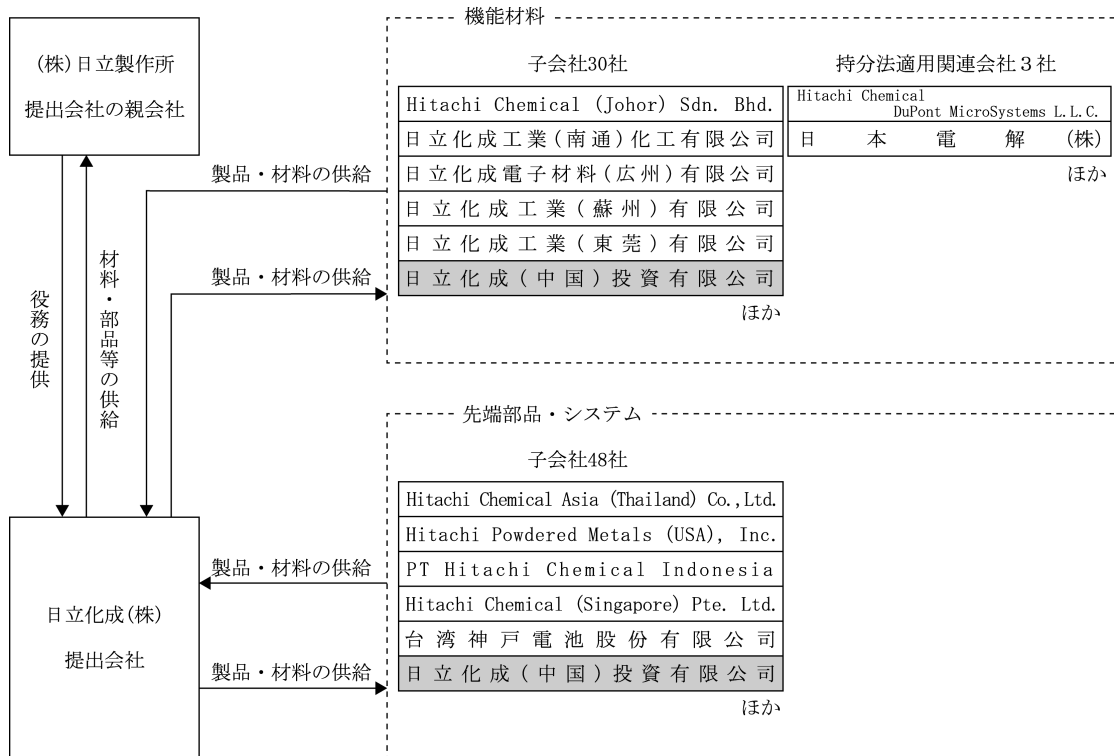 機能材料
(株)日立製作所
提出会社の親会社
子会社30社
持分法適用関連会社３社
Hitachi Chemical (Johor) Sdn. Bhd.
日立化成工業(南通)化工有限公司
日立化成電子材料(広州)有限公司
日立化成工業(蘇州)有限公司
日立化成工業(東莞)有限公司
日立化成(中国)投資有限公司
ほか
Hitachi Chemical
DuPont MicroSystems L.L.C.
日本電解(株)
ほか
製品・材料の供給
製品・材料の供給
役務の提供
材料・部品等の供給
先端部品・システム
子会社48社
Hitachi Chemical Asia (Thailand) Co.,Ltd.
Hitachi Powdered Metals (USA), Inc.
PT Hitachi Chemical Indonesia
Hitachi Chemical (Singapore) Pte. Ltd.
台湾神戸電池股份有限公司
日立化成(中国)投資有限公司
ほか
製品・材料の供給
製品・材料の供給
日立化成(株)
提出会社